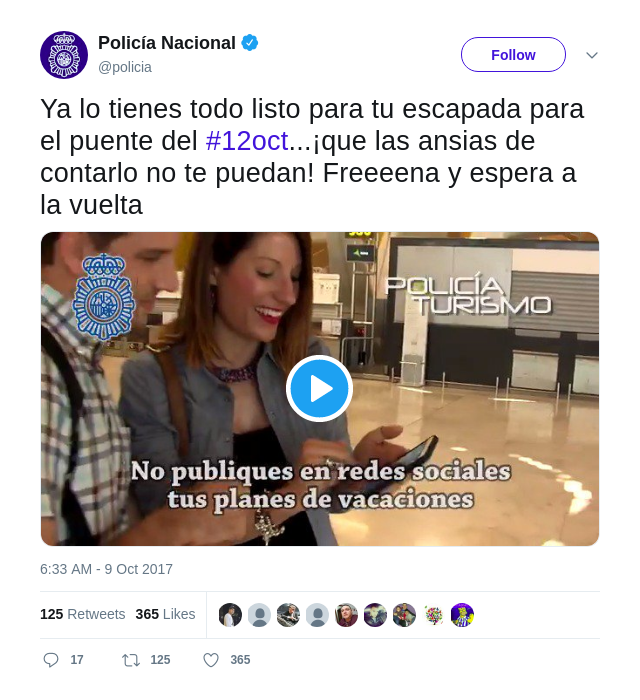 Policía Nacional
@policia
Follow
Ya lo tienes todo listo para tu escapada para
el puente del #12oct...¡que las ansias de
contarlo no te puedan! Freeeena y espera a
la vuelta
POLICÍA
TURISMO
No publiques en redes sociales
tus planes de vacaciones
6:33 AM - 9 Oct 2017
125 Retweets 365 Likes
17 125 365